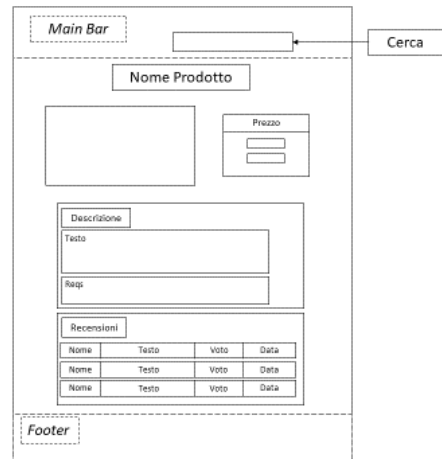 Main Bar
Cerca
Nome Prodotto
Prezzo
Descrizione
Testo
Reqs
Recensioni
Nome Testo Voto Data
Nome Testo Voto Data
Nome Testo Voto Data
Footer